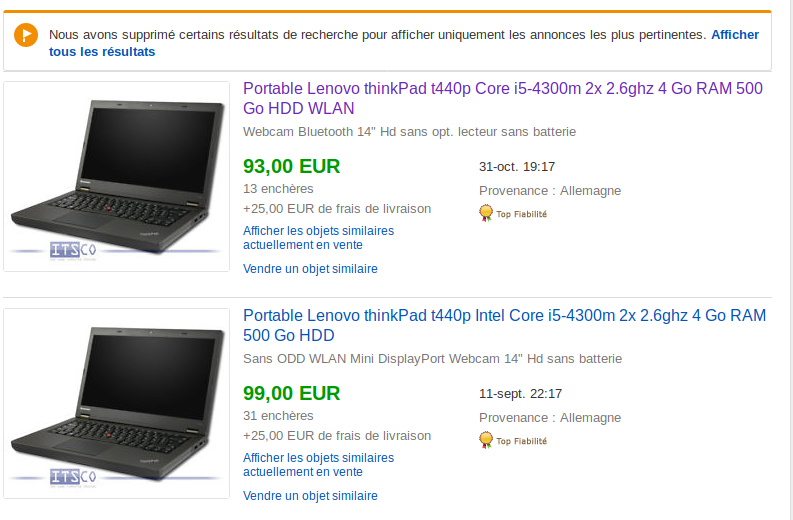 Nous avons supprimé certains résultats de recherche pour afficher uniquement les annonces les plus pertinentes. Afficher
tous les résultats
Portable Lenovo thinkPad t440p Core i5-4300m 2x 2.6ghz 4 Go RAM 500
Go HDD WLAN
Webcam Bluetooth 14" Hd sans opt. lecteur sans batterie
93,00 EUR
31-oct. 19:17
13 enchères
Provenance : Allemagne
+25,00 EUR de frais de livraison
Top Fiabilité
Afficher les objets similaires
actuellement en vente
Vendre un objet similaire
ITSCO
Portable Lenovo thinkPad t440p Intel Core i5-4300m 2x 2.6ghz 4 Go RAM
500 Go HDD
Sans ODD WLAN Mini DisplayPort Webcam 14" Hd sans batterie
99,00 EUR
11-sept. 22:17
31 enchères
Provenance : Allemagne
+25,00 EUR de frais de livraison
Top Fiabilité
Afficher les objets similaires
actuellement en vente
Vendre un objet similaire
ITSCO